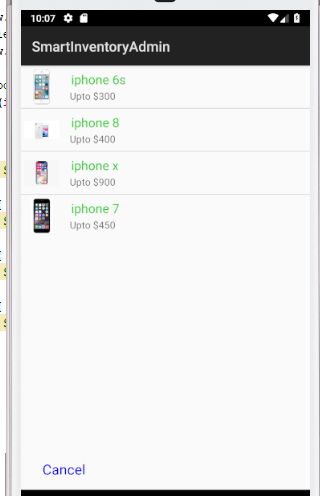 10:07
SmartInventoryAdmin
iphone 6s
Upto $300
iphone 8
Upto $400
iphone x
Upto $900
iphone 7
Upto $450
Cancel